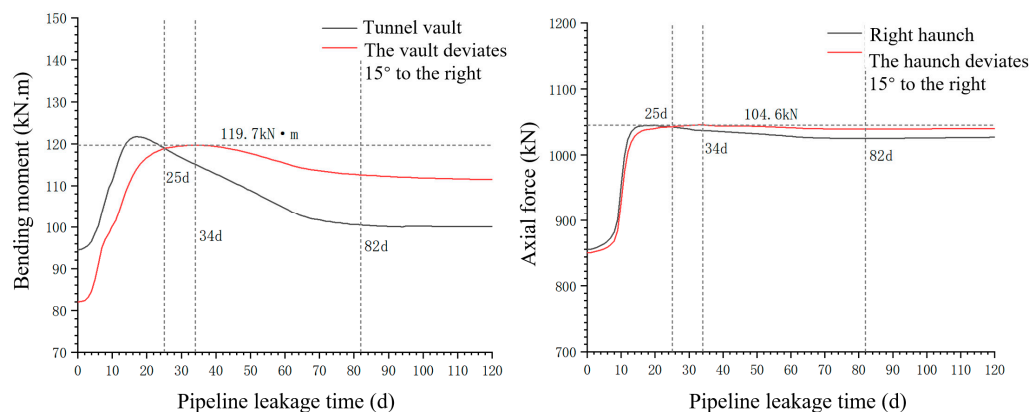 150
140
130
120
110
100
90
80
70
Bending moment (kN.m)
Tunnel vault
The vault deviates
15° to the right
119.7kN·m
25d
34d
82d
0 10 20 30 40 50 60 70 80 90 100 110 120
Pipeline leakage time (d)
1200
1100
1000
900
800
700
Axial force (kN)
Right haunch
The haunch deviates
15° to the right
25d
104.6kN
34d
82d
0 10 20 30 40 50 60 70 80 90 100 110 120
Pipeline leakage time (d)